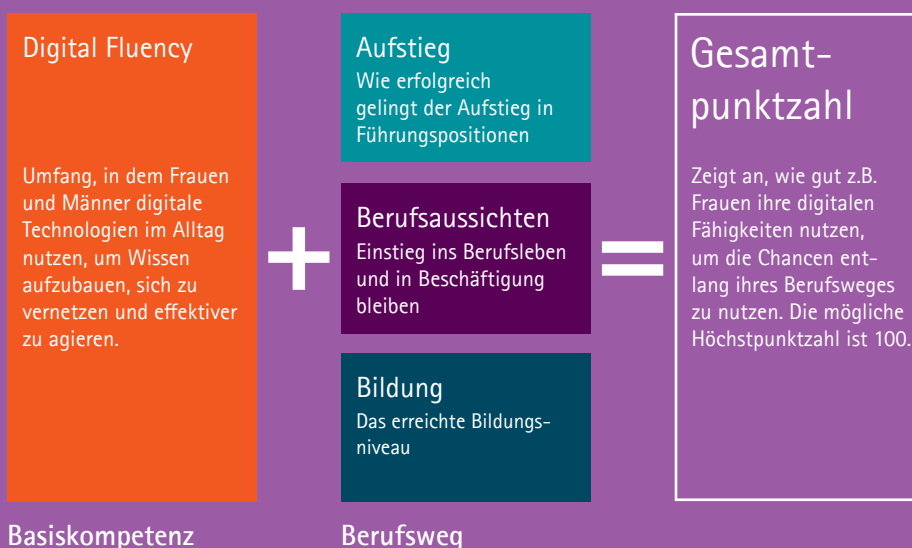 Digital Fluency
Umfang, in dem Frauen
und Männer digitale
Technologien im Alltag
nutzen, um Wissen
aufzubauen, sich zu
vernetzen und effektiver
zu agieren.
Basiskompetenz
+
Aufstieg
Wie erfolgreich
gelingt der Aufstieg in
Führungspositionen
Berufsaussichten
Einstieg ins Berufsleben
und in Beschäftigung
bleiben
Bildung
Das erreichte Bildungs-
niveau
Berufsweg
=
Gesamt-
punktzahl
Zeigt an, wie gut z.B.
Frauen ihre digitalen
Fähigkeiten nutzen,
um die Chancen ent-
lang ihres Berufsweges
zu nutzen. Die mögliche
Höchstpunktzahl ist 100.